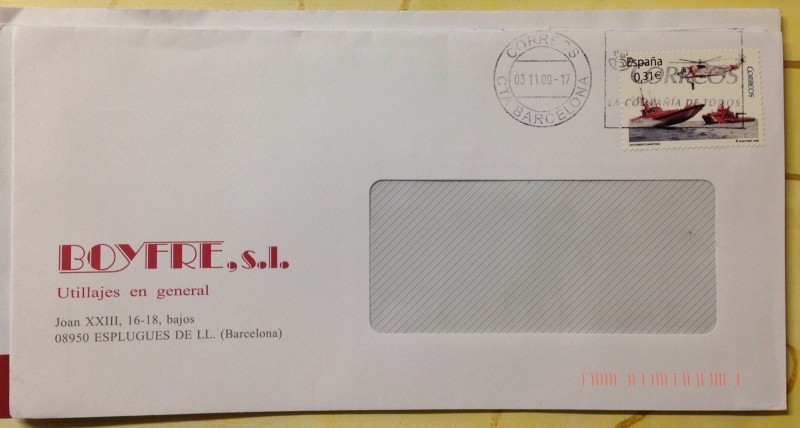 CORREOS
03 11.09-17
CTA BARCELONA
CORREOS
LA COMPAÑIA DE TODOS
España
0,31€
CORREOS
BOYFRE, s.l.
Utillajes en general
Joan XXIII, 16-18, bajos
08950 ESPLUGUES DE LL. (Barcelona)